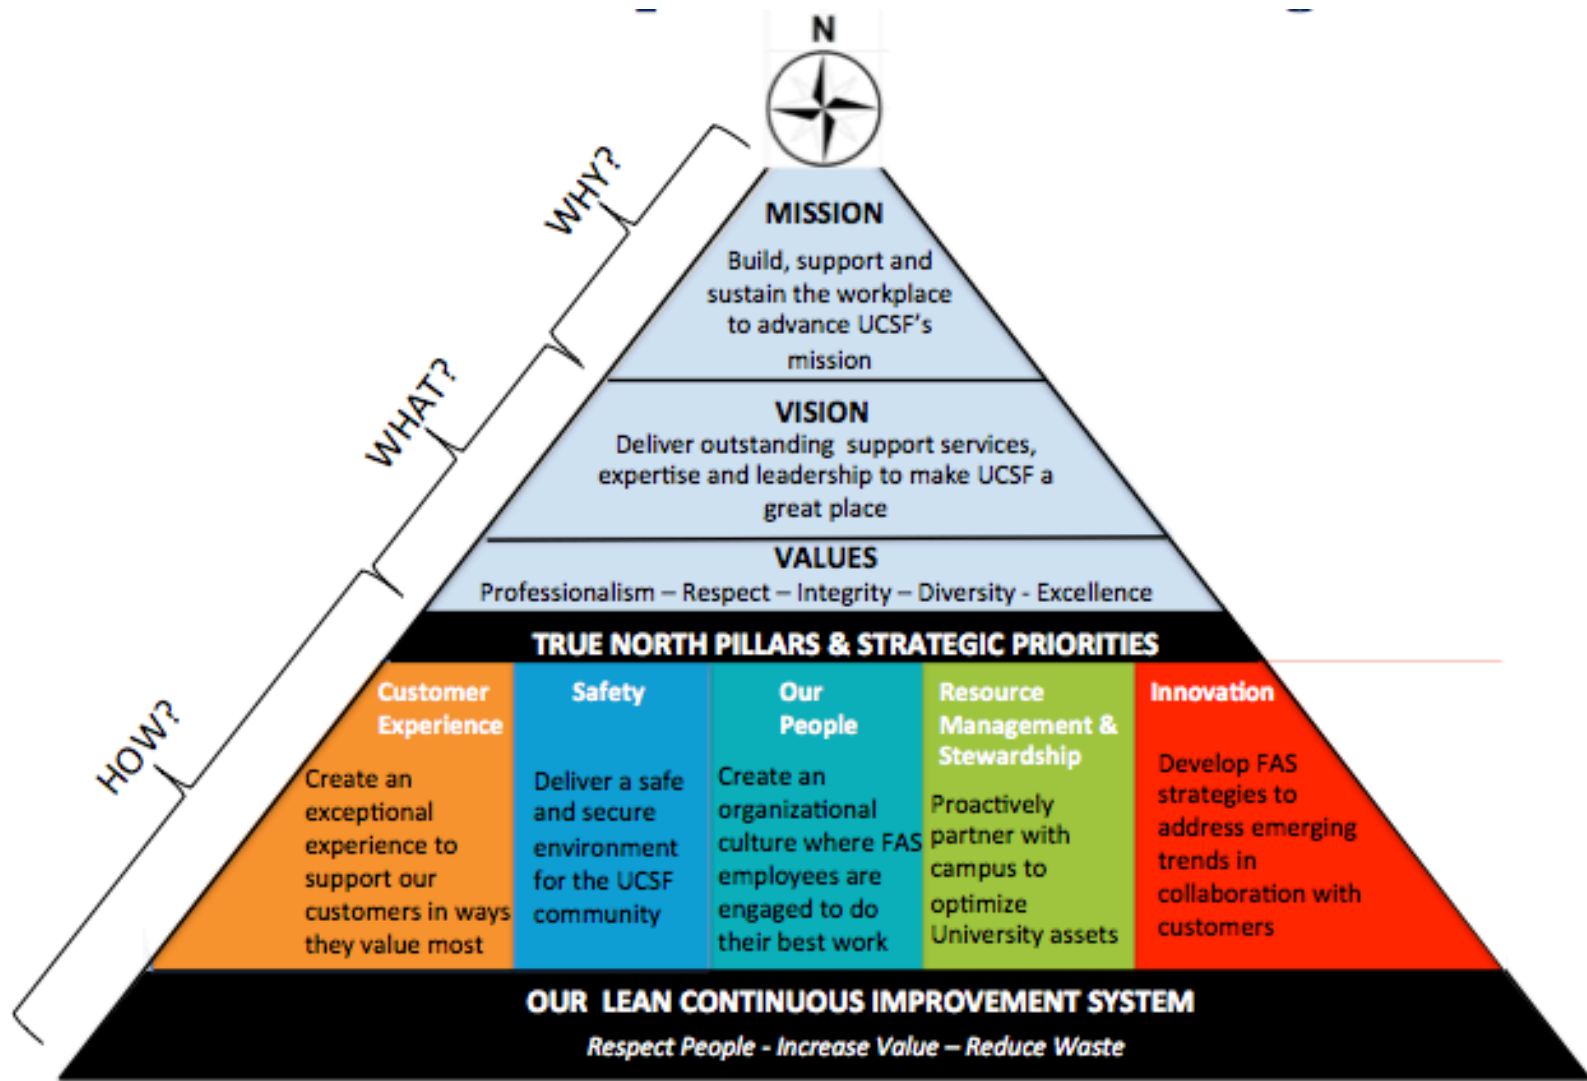 N
WHY?
WHAT?
HOW?
MISSION
Build, support and
sustain the workplace
to advance UCSF's
mission
VISION
Deliver outstanding support services,
expertise and leadership to make UCSF a
great place
VALUES
Professionalism – Respect – Integrity – Diversity - Excellence
TRUE NORTH PILLARS & STRATEGIC PRIORITIES
Customer
Experience
Create an
exceptional
experience to
support our
customers in ways
they value most
Safety
Deliver a safe
and secure
environment
for the UCSF
community
Our
People
Create an
organizational
culture where FAS
employees are
engaged to do
their best work
Resource
Management &
Stewardship
Proactively
partner with
campus to
optimize
University assets
Innovation
Develop FAS
strategies to
address emerging
trends in
collaboration with
customers
OUR LEAN CONTINUOUS IMPROVEMENT SYSTEM
Respect People - Increase Value – Reduce Waste